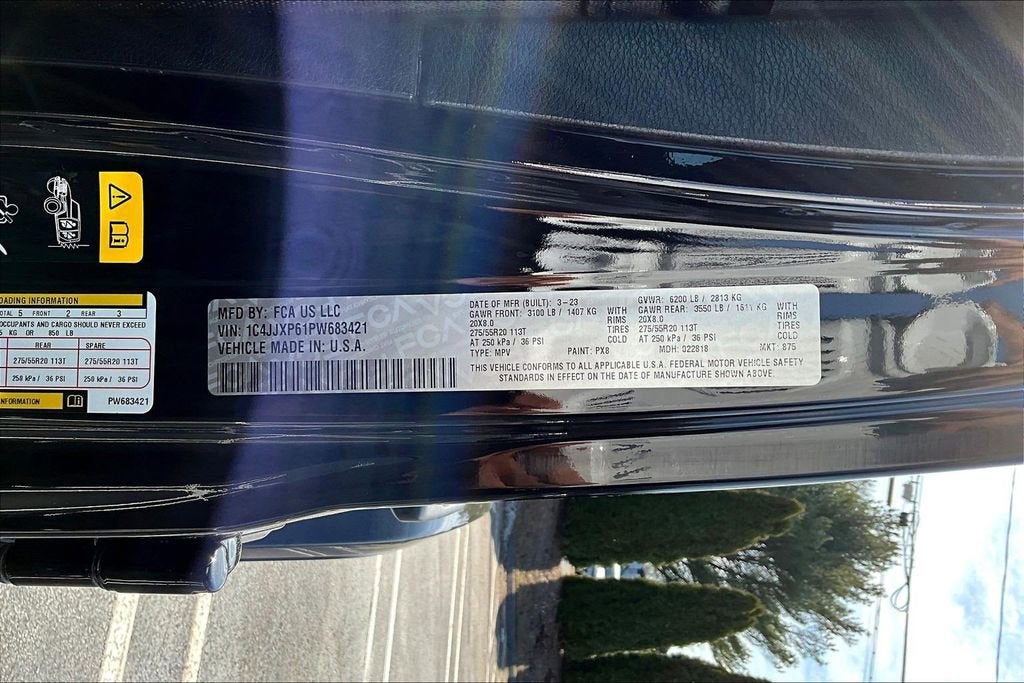 LOADING INFORMATION
TOTAL 5 FRONT 2 REAR 3
OCCUPANTS AND CARGO SHOULD NEVER EXCEED
KG OR 850 LB
REAR SPARE
275/55R20 113T 275/55R20 113T
250 kPa / 36 PSI 250 kPa / 36 PSI
INFORMATION PW683421
MFD BY: FCA US LLC
VIN: 1C4JJXP61PW683421
VEHICLE MADE IN: U.S.A.
DATE OF MFR (BUILT): 3-23 GVWR: 6200 LB / 2813 KG
GAWR FRONT: 3100 LB / 1407 KG WITH GAWR REAR: 3550 LB / 1611 KG WITH
20X8.0 RIMS 20X8.0 RIMS
275/55R20 113T TIRES 275/55R20 113T TIRES
AT 250 kPa / 36 PSI COLD AT 250 kPa / 36 PSI COLD
TYPE: MPV PAINT: PX8 MDH: 022818 MKT: 875
THIS VEHICLE CONFORMS TO ALL APPLICABLE U.S.A. FEDERAL MOTOR VEHICLE SAFETY
STANDARDS IN EFFECT ON THE DATE OF MANUFACTURE SHOWN ABOVE.